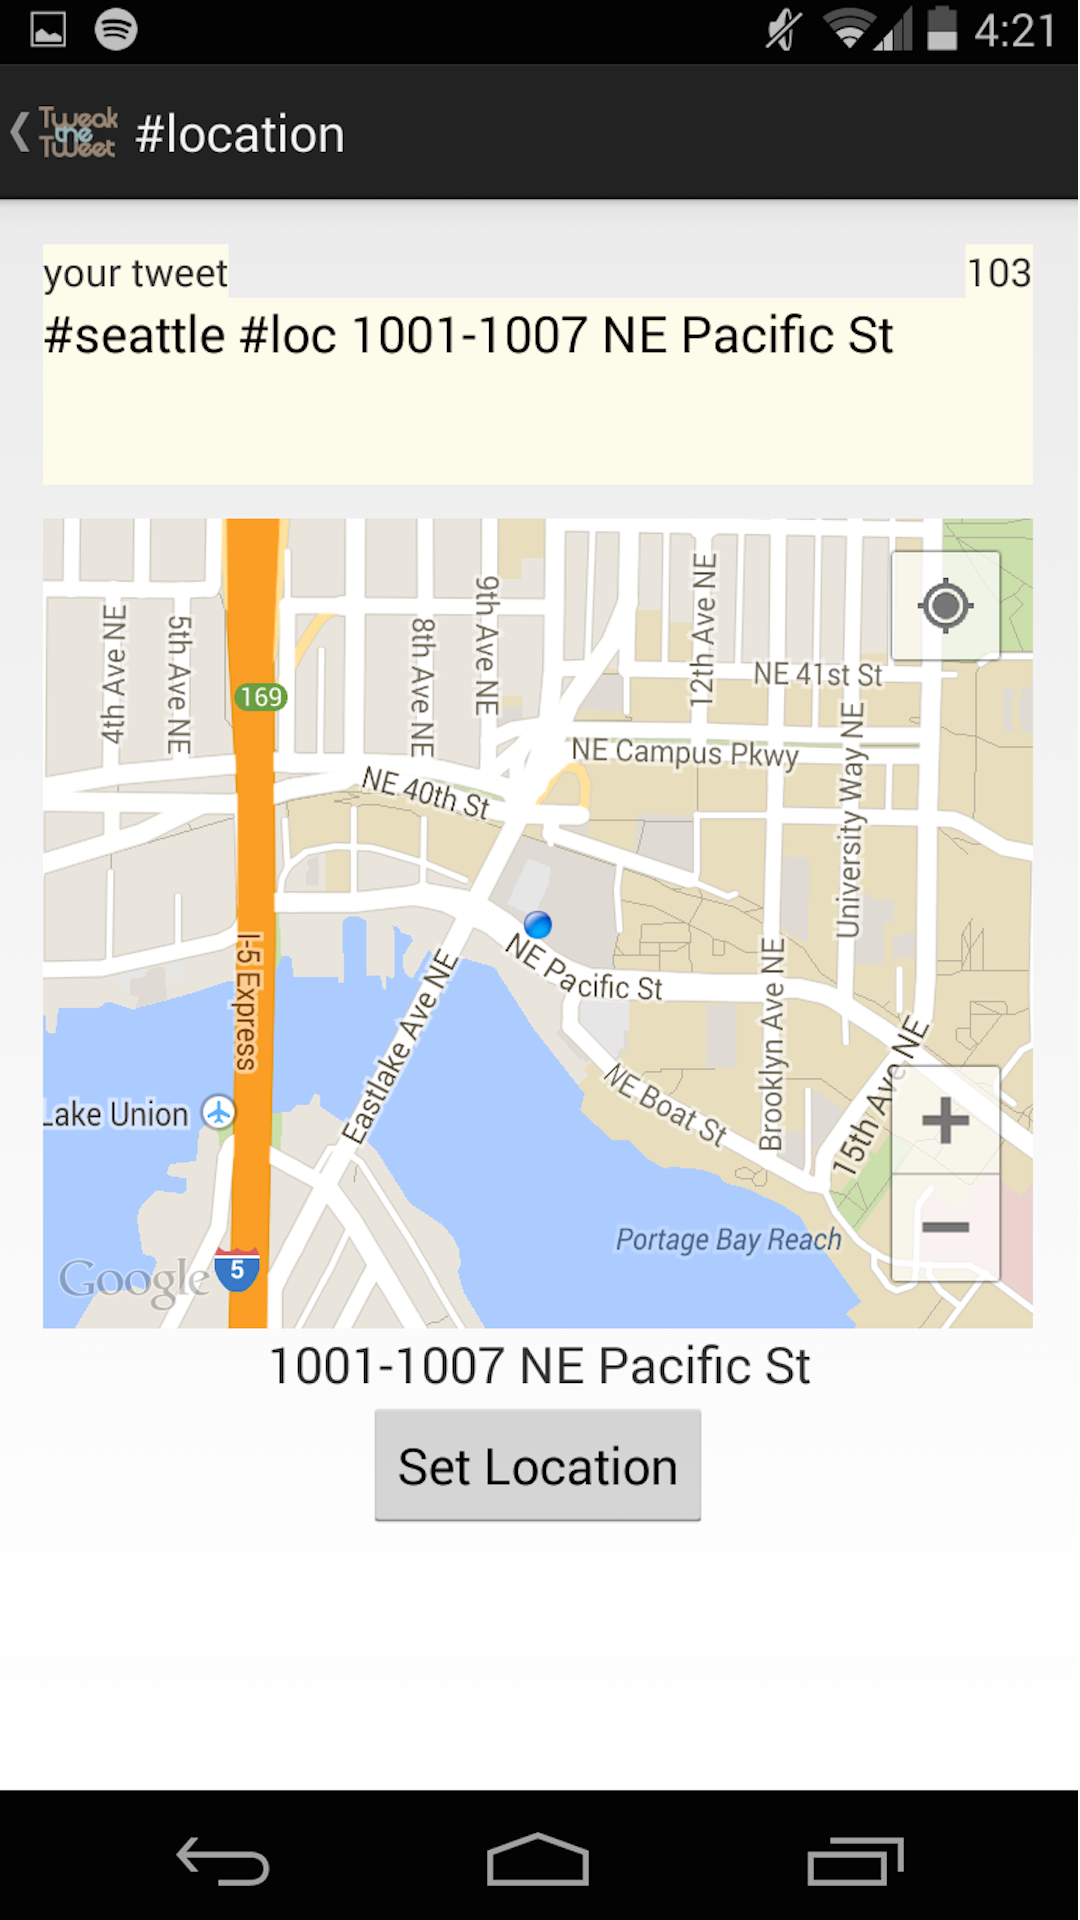 4:21
Tweak
the
Tweet
#location
your tweet
103
#seattle #loc 1001-1007 NE Pacific St
4th Ave NE
5th Ave NE
8th Ave NE
9th Ave NE
12th Ave NE
NE 41st St
169
NE Campus Pkwy
NE 40th St
University Way NE
I-5 Express
Eastlake Ave NE
NE Pacific St
Brooklyn Ave NE
15th Ave NE
NE Boat St
Lake Union
Portage Bay Reach
Google
5
1001-1007 NE Pacific St
Set Location